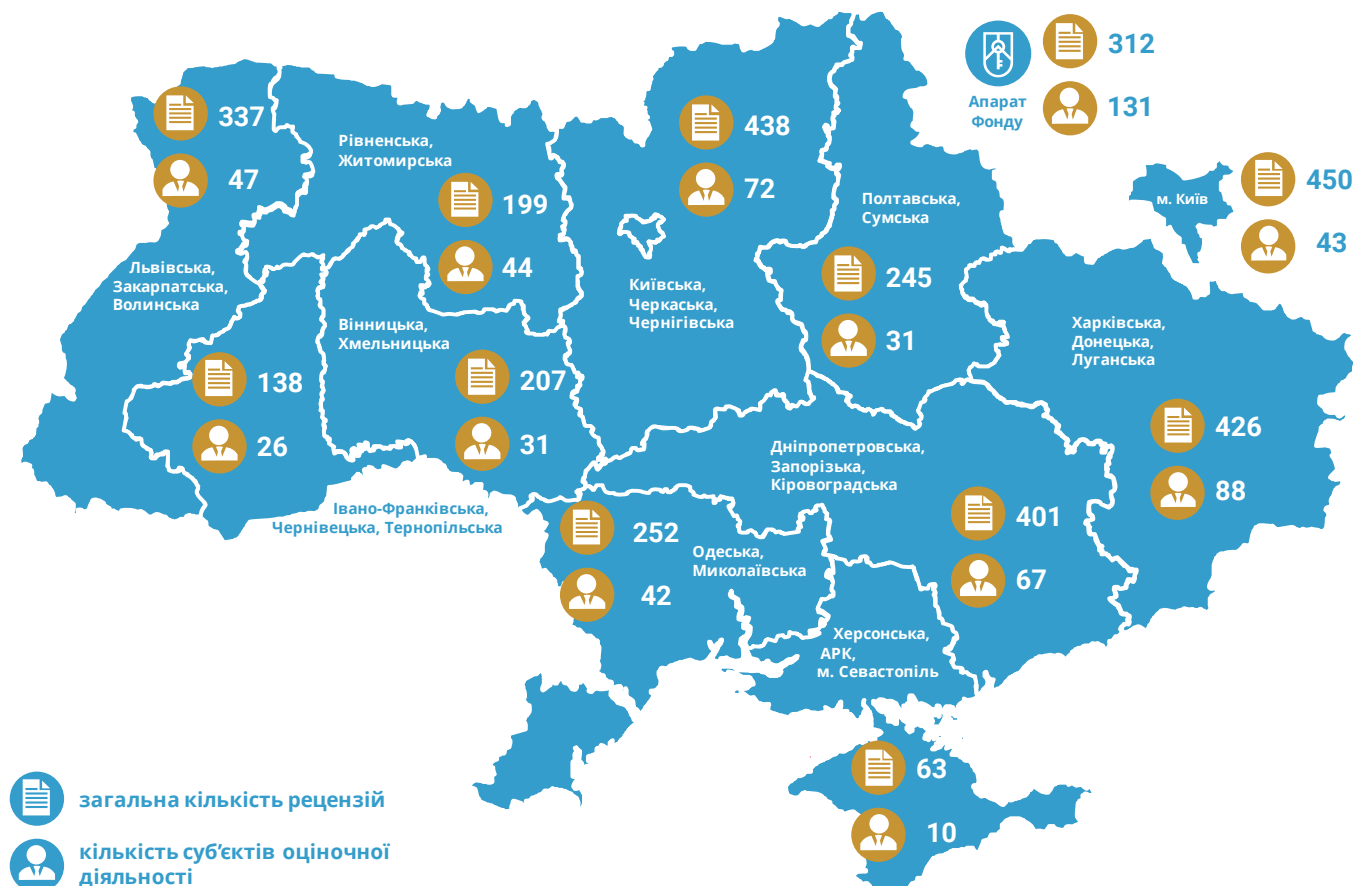 312
Апарат
Фонду
131
337
47
Рівненська,
Житомирська
199
44
438
72
Полтавська,
Сумська
245
31
м. Київ
450
43
Львівська,
Закарпатська,
Волинська
Вінницька,
Хмельницька
207
31
Київська,
Черкаська,
Чернігівська
Харківська,
Донецька,
Луганська
426
88
138
26
Івано-Франківська,
Чернівецька, Тернопільська
Дніпропетровська,
Запорізька,
Кіровоградська
401
67
252
42
Одеська,
Миколаївська
Херсонська,
АРК,
м. Севастопіль
63
10
загальна кількість рецензій
кількість суб’єктів оціночної
діяльності